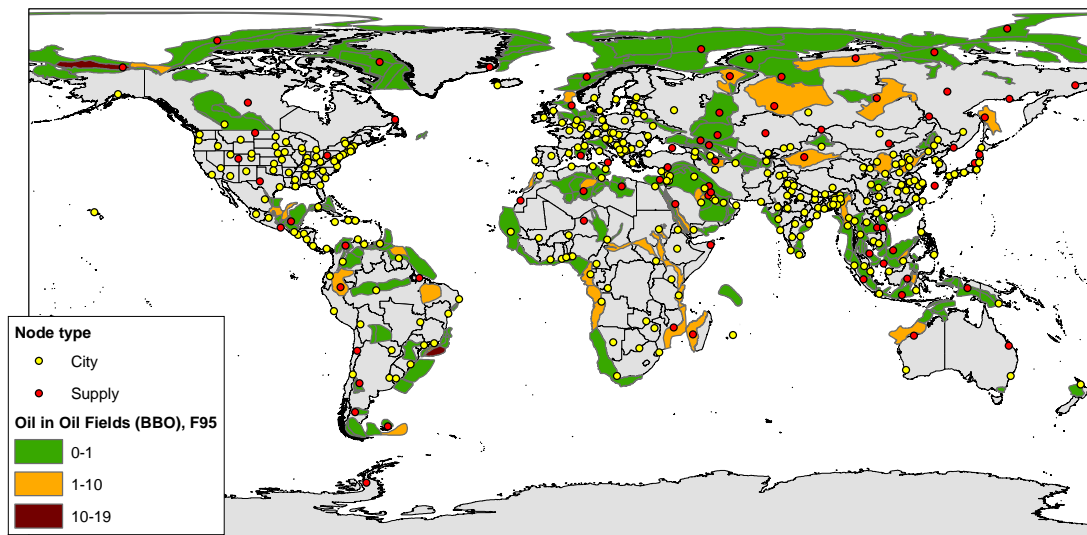 Node type
City
Supply
Oil in Oil Fields (BBO), F95
0-1
1-10
10-19